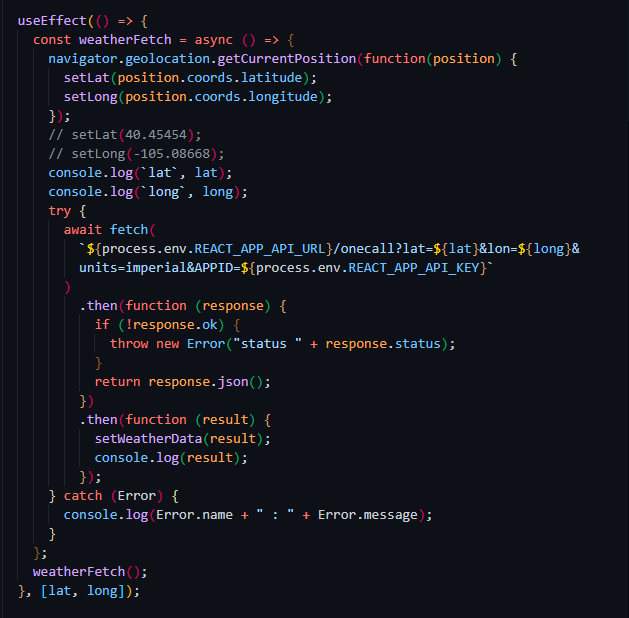 useEffect(() => {
  const weatherFetch = async () => {
    navigator.geolocation.getCurrentPosition(function(position) {
      setLat(position.coords.latitude);
      setLong(position.coords.longitude);
    });
    // setLat(40.45454);
    // setLong(-105.08668);
    console.log(`lat`, lat);
    console.log(`long`, long);
    try {
      await fetch(
        `${process.env.REACT_APP_API_URL}/onecall?lat=${lat}&lon=${long}&
        units=imperial&APPID=${process.env.REACT_APP_API_KEY}`
      )
        .then(function (response) {
          if (!response.ok) {
            throw new Error("status " + response.status);
          }
          return response.json();
        })
        .then(function (result) {
          setWeatherData(result);
          console.log(result);
        });
    } catch (Error) {
      console.log(Error.name + " : " + Error.message);
    }
  };
  weatherFetch();
}, [lat, long]);